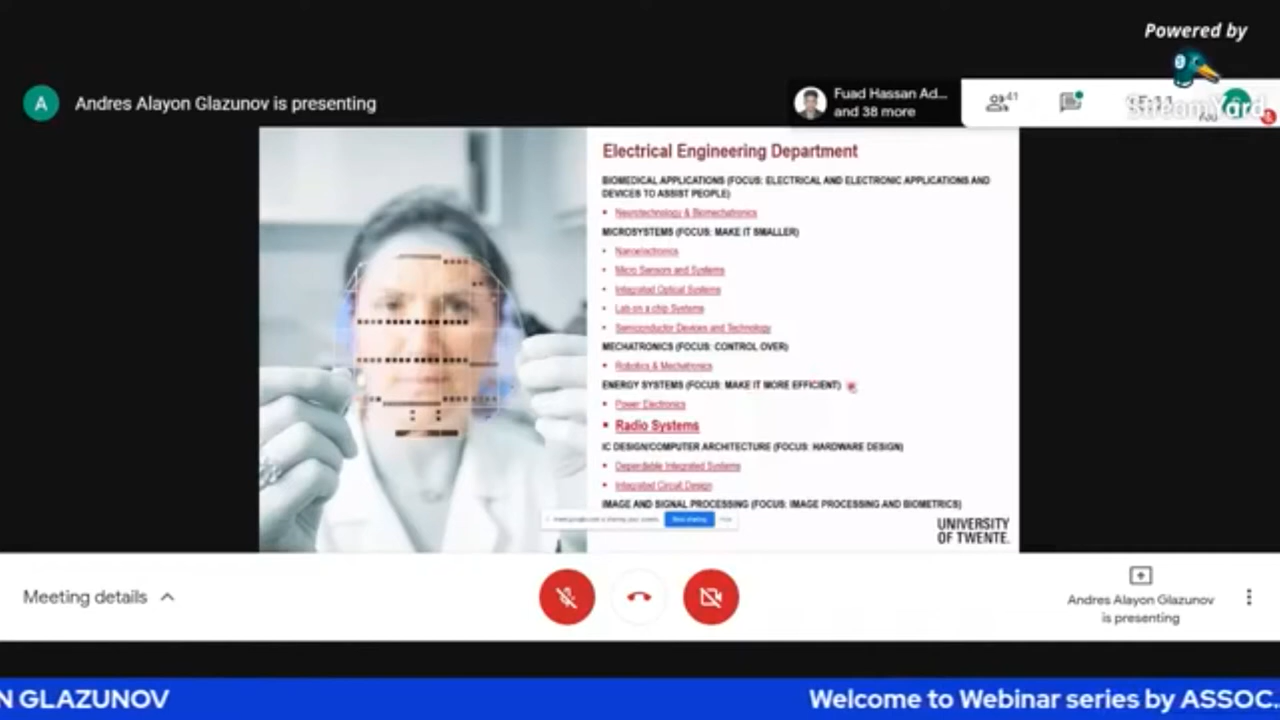 Powered by
StreamYard
A Andres Alayon Glazunov is presenting
Fuad Hassan Ad...
and 38 more
41
Electrical Engineering Department
BIOMEDICAL APPLICATIONS (FOCUS: ELECTRICAL AND ELECTRONIC APPLICATIONS AND
DEVICES TO ASSIST PEOPLE)
• Neurotechnology & Biomechatronics
MICROSYSTEMS (FOCUS: MAKE IT SMALLER)
• Nanoelectronics
• Micro Sensors and Systems
• Integrated Optical Systems
• Lab on a chip Systems
• Semiconductor Devices and Technology
MECHATRONICS (FOCUS: CONTROL OVER)
• Robotics & Mechatronics
ENERGY SYSTEMS (FOCUS: MAKE IT MORE EFFICIENT)
• Power Electronics
• Radio Systems
IC DESIGN/COMPUTER ARCHITECTURE (FOCUS: HARDWARE DESIGN)
• Dependable Integrated Systems
• Integrated Circuit Design
IMAGE AND SIGNAL PROCESSING (FOCUS: IMAGE PROCESSING AND BIOMETRICS)
Stop sharing
Hide
UNIVERSITY
OF TWENTE.
Meeting details
Andres Alayon Glazunov
is presenting
N GLAZUNOV
Welcome to Webinar series by ASSOC.